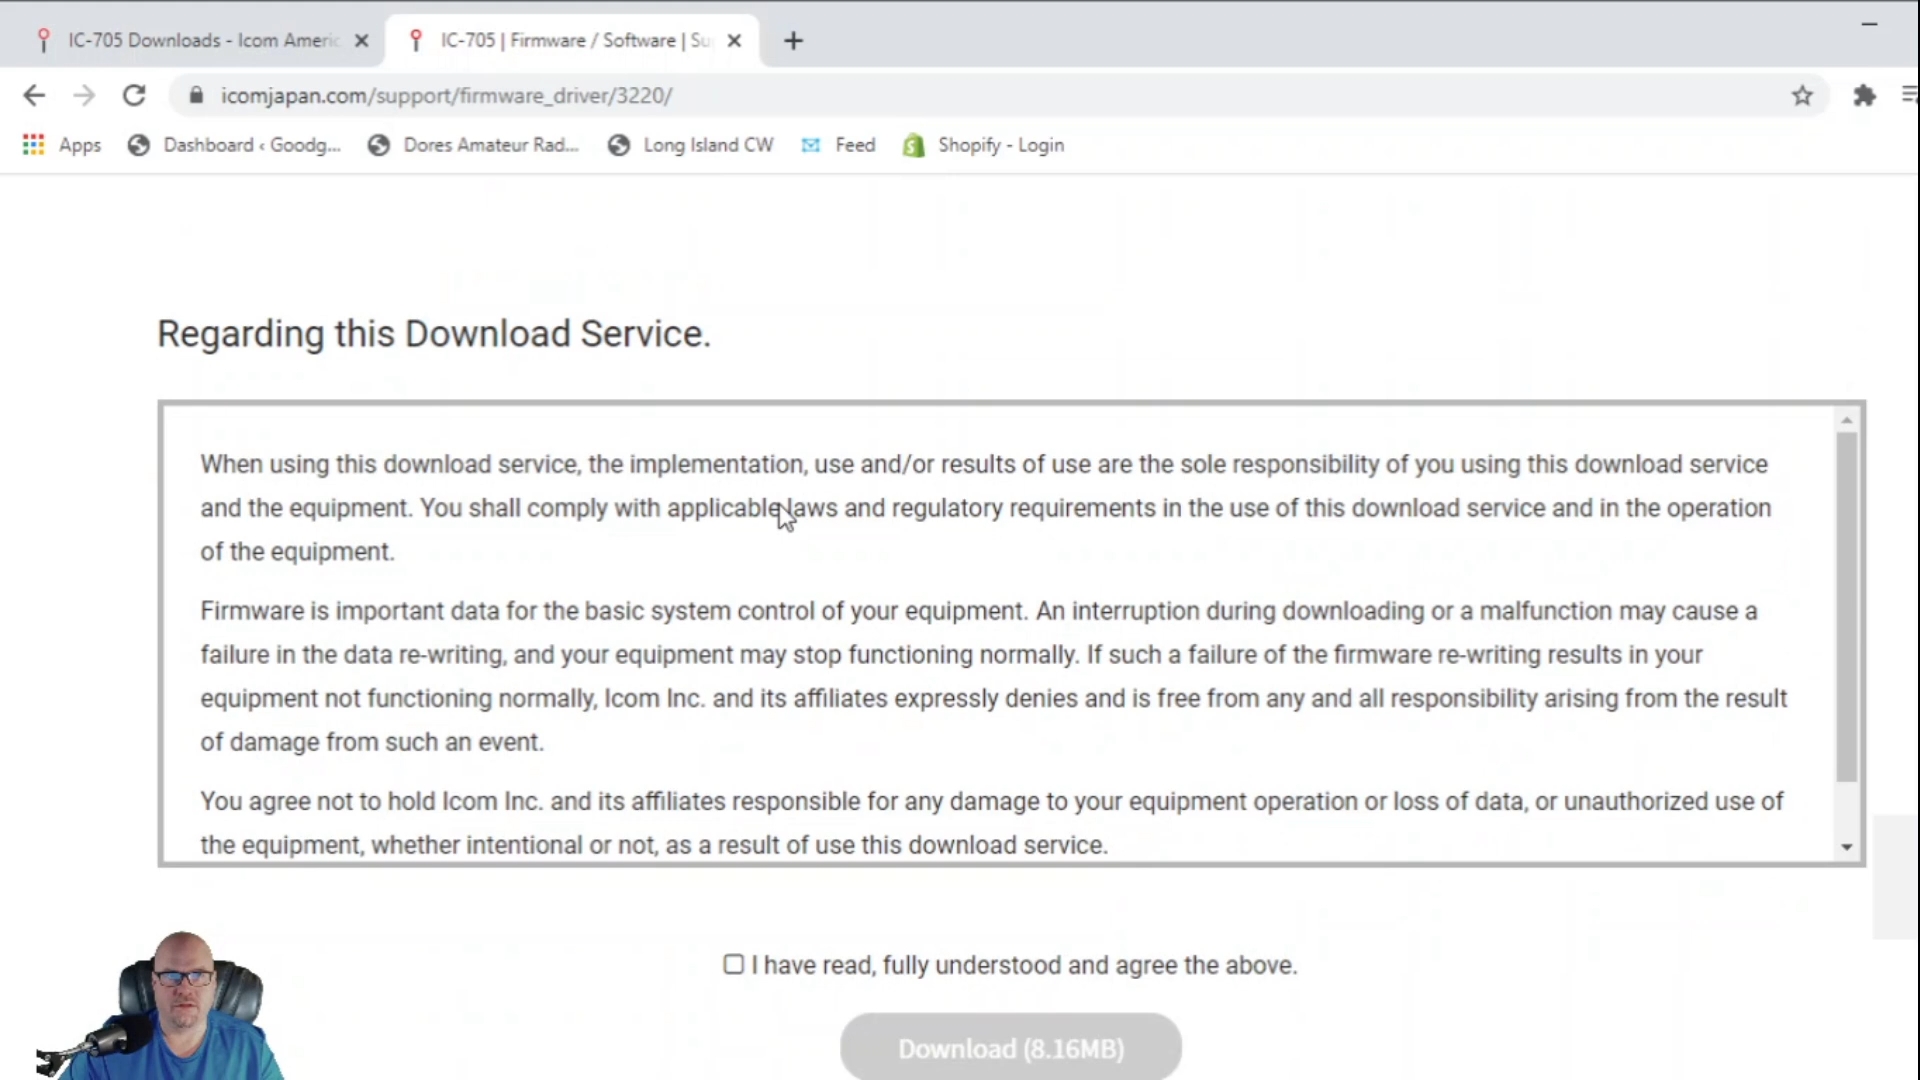 IC-705 Downloads - Icom Americ
IC-705 | Firmware / Software | Su
icomjapan.com/support/firmware_driver/3220/
Apps Dashboard ‹ Goodg... Dores Amateur Rad... Long Island CW Feed Shopify - Login
Regarding this Download Service.
When using this download service, the implementation, use and/or results of use are the sole responsibility of you using this download service
and the equipment. You shall comply with applicable laws and regulatory requirements in the use of this download service and in the operation
of the equipment.
Firmware is important data for the basic system control of your equipment. An interruption during downloading or a malfunction may cause a
failure in the data re-writing, and your equipment may stop functioning normally. If such a failure of the firmware re-writing results in your
equipment not functioning normally, Icom Inc. and its affiliates expressly denies and is free from any and all responsibility arising from the result
of damage from such an event.
You agree not to hold Icom Inc. and its affiliates responsible for any damage to your equipment operation or loss of data, or unauthorized use of
the equipment, whether intentional or not, as a result of use this download service.
I have read, fully understood and agree the above.
Download (8.16MB)